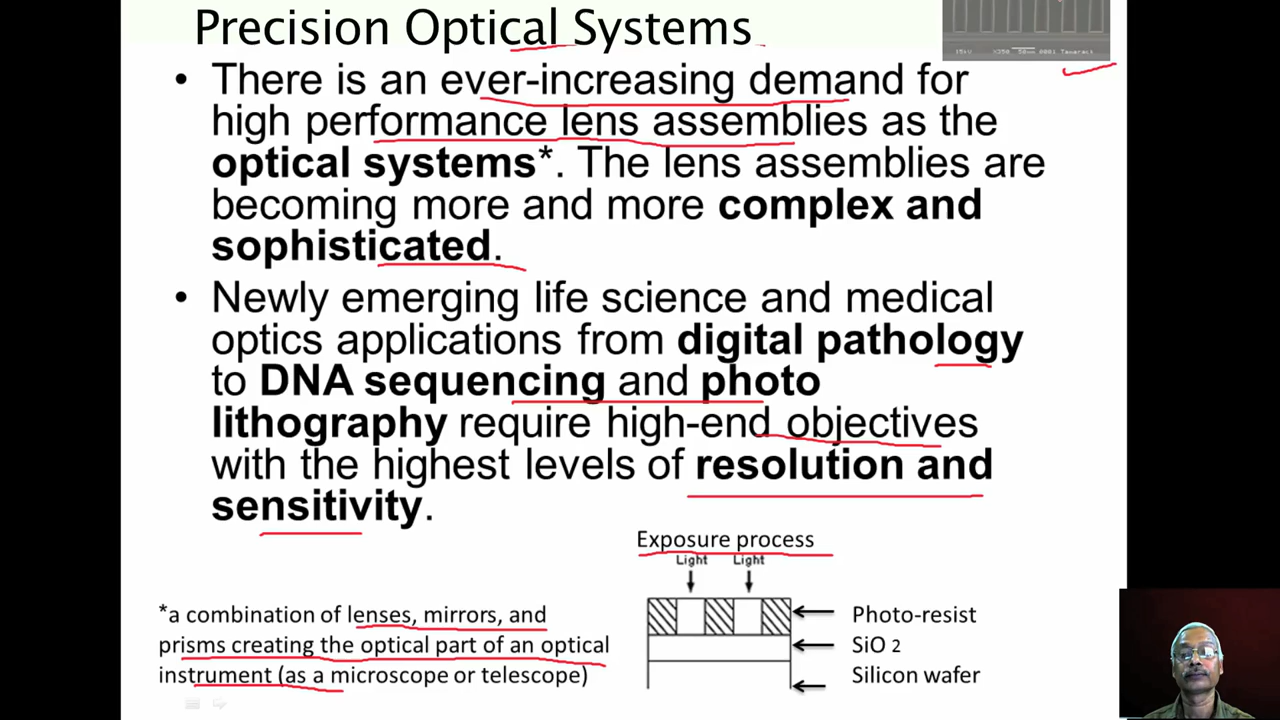 Precision Optical Systems
• There is an ever-increasing demand for
high performance lens assemblies as the
optical systems*. The lens assemblies are
becoming more and more complex and
sophisticated.
• Newly emerging life science and medical
optics applications from digital pathology
to DNA sequencing and photo
lithography require high-end objectives
with the highest levels of resolution and
sensitivity.
*a combination of lenses, mirrors, and
prisms creating the optical part of an optical
instrument (as a microscope or telescope)
Exposure process
Light Light
Photo-resist
SiO 2
Silicon wafer